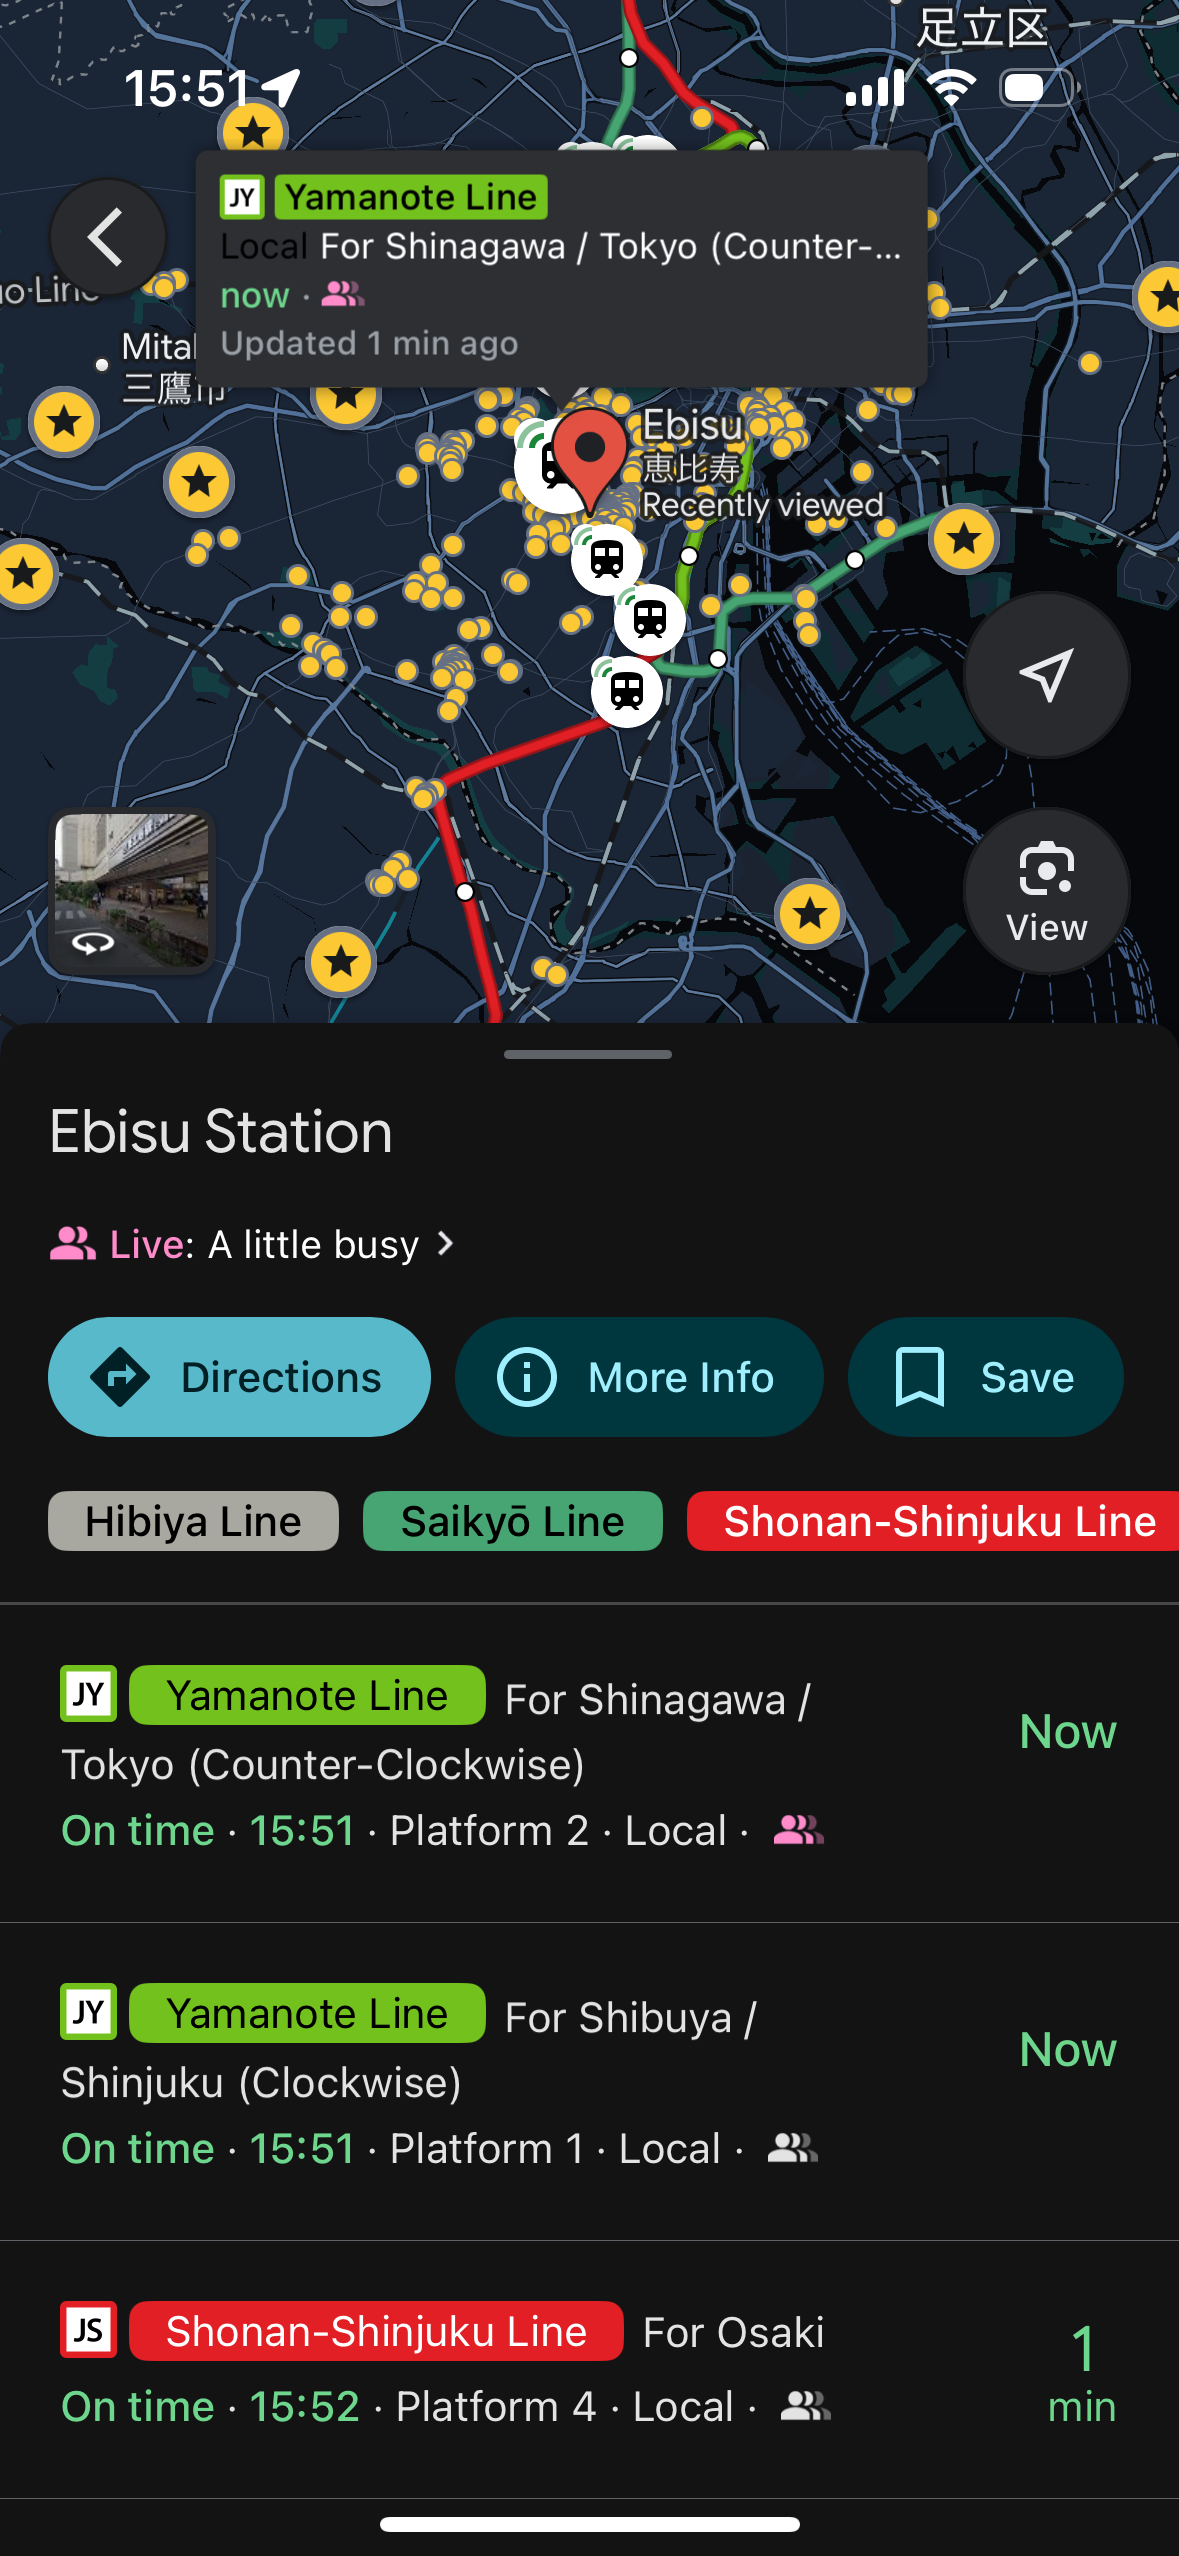 足立区
15:51
JY Yamanote Line
Local For Shinagawa / Tokyo (Counter-...
now ·
Updated 1 min ago
三鷹市
Ebisu
恵比寿
Recently viewed
View
Ebisu Station
Live: A little busy
Directions
More Info
Save
Hibiya Line
Saikyō Line
Shonan-Shinjuku Line
JY Yamanote Line For Shinagawa /
Tokyo (Counter-Clockwise)
Now
On time · 15:51 · Platform 2 · Local ·
JY Yamanote Line For Shibuya /
Shinjuku (Clockwise)
Now
On time · 15:51 · Platform 1 · Local ·
JS Shonan-Shinjuku Line For Osaki
1
min
On time · 15:52 · Platform 4 · Local ·